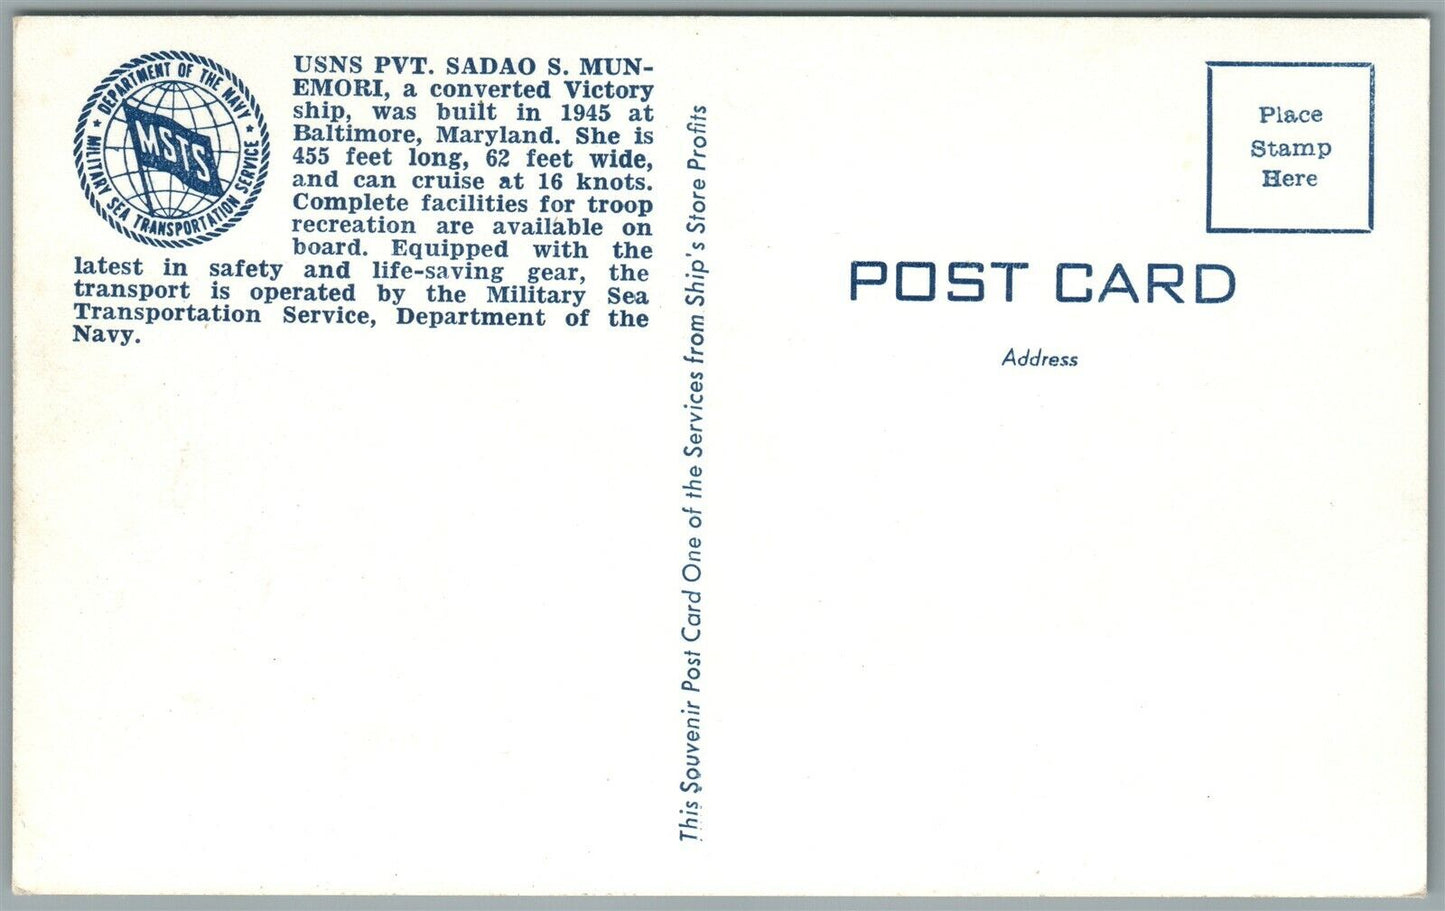 DEPARTMENT OF THE NAVY
★ MILITARY SEA TRANSPORTATION SERVICE ★
MSTS
USNS PVT. SADAO S. MUN-
EMORI, a converted Victory
ship, was built in 1945 at
Baltimore, Maryland. She is
455 feet long, 62 feet wide,
and can cruise at 16 knots.
Complete facilities for troop
recreation are available on
board. Equipped with the
latest in safety and life-saving gear, the
transport is operated by the Military Sea
Transportation Service, Department of the
Navy.
This Souvenir Post Card One of the Services from Ship's Store Profits
Place
Stamp
Here
POST CARD
Address